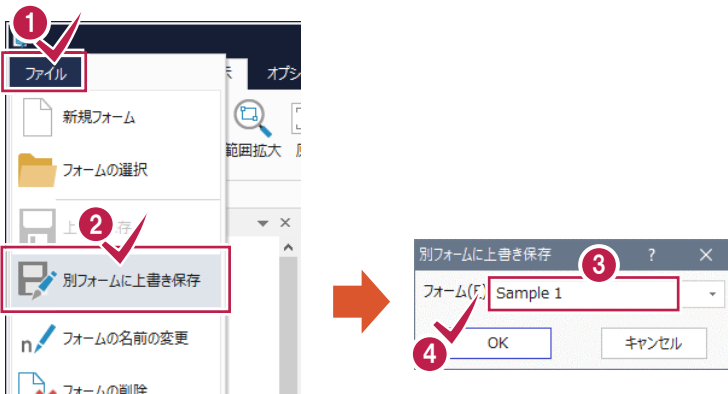 1
ファイル
オプシ
新規フォーム
範囲拡大
フォームの選択
上 存
2
別フォームに上書き保存
フォームの名前の変更
フォームの削除
別フォームに上書き保存 ?
3
フォーム(F) Sample 1
4
OK キャンセル